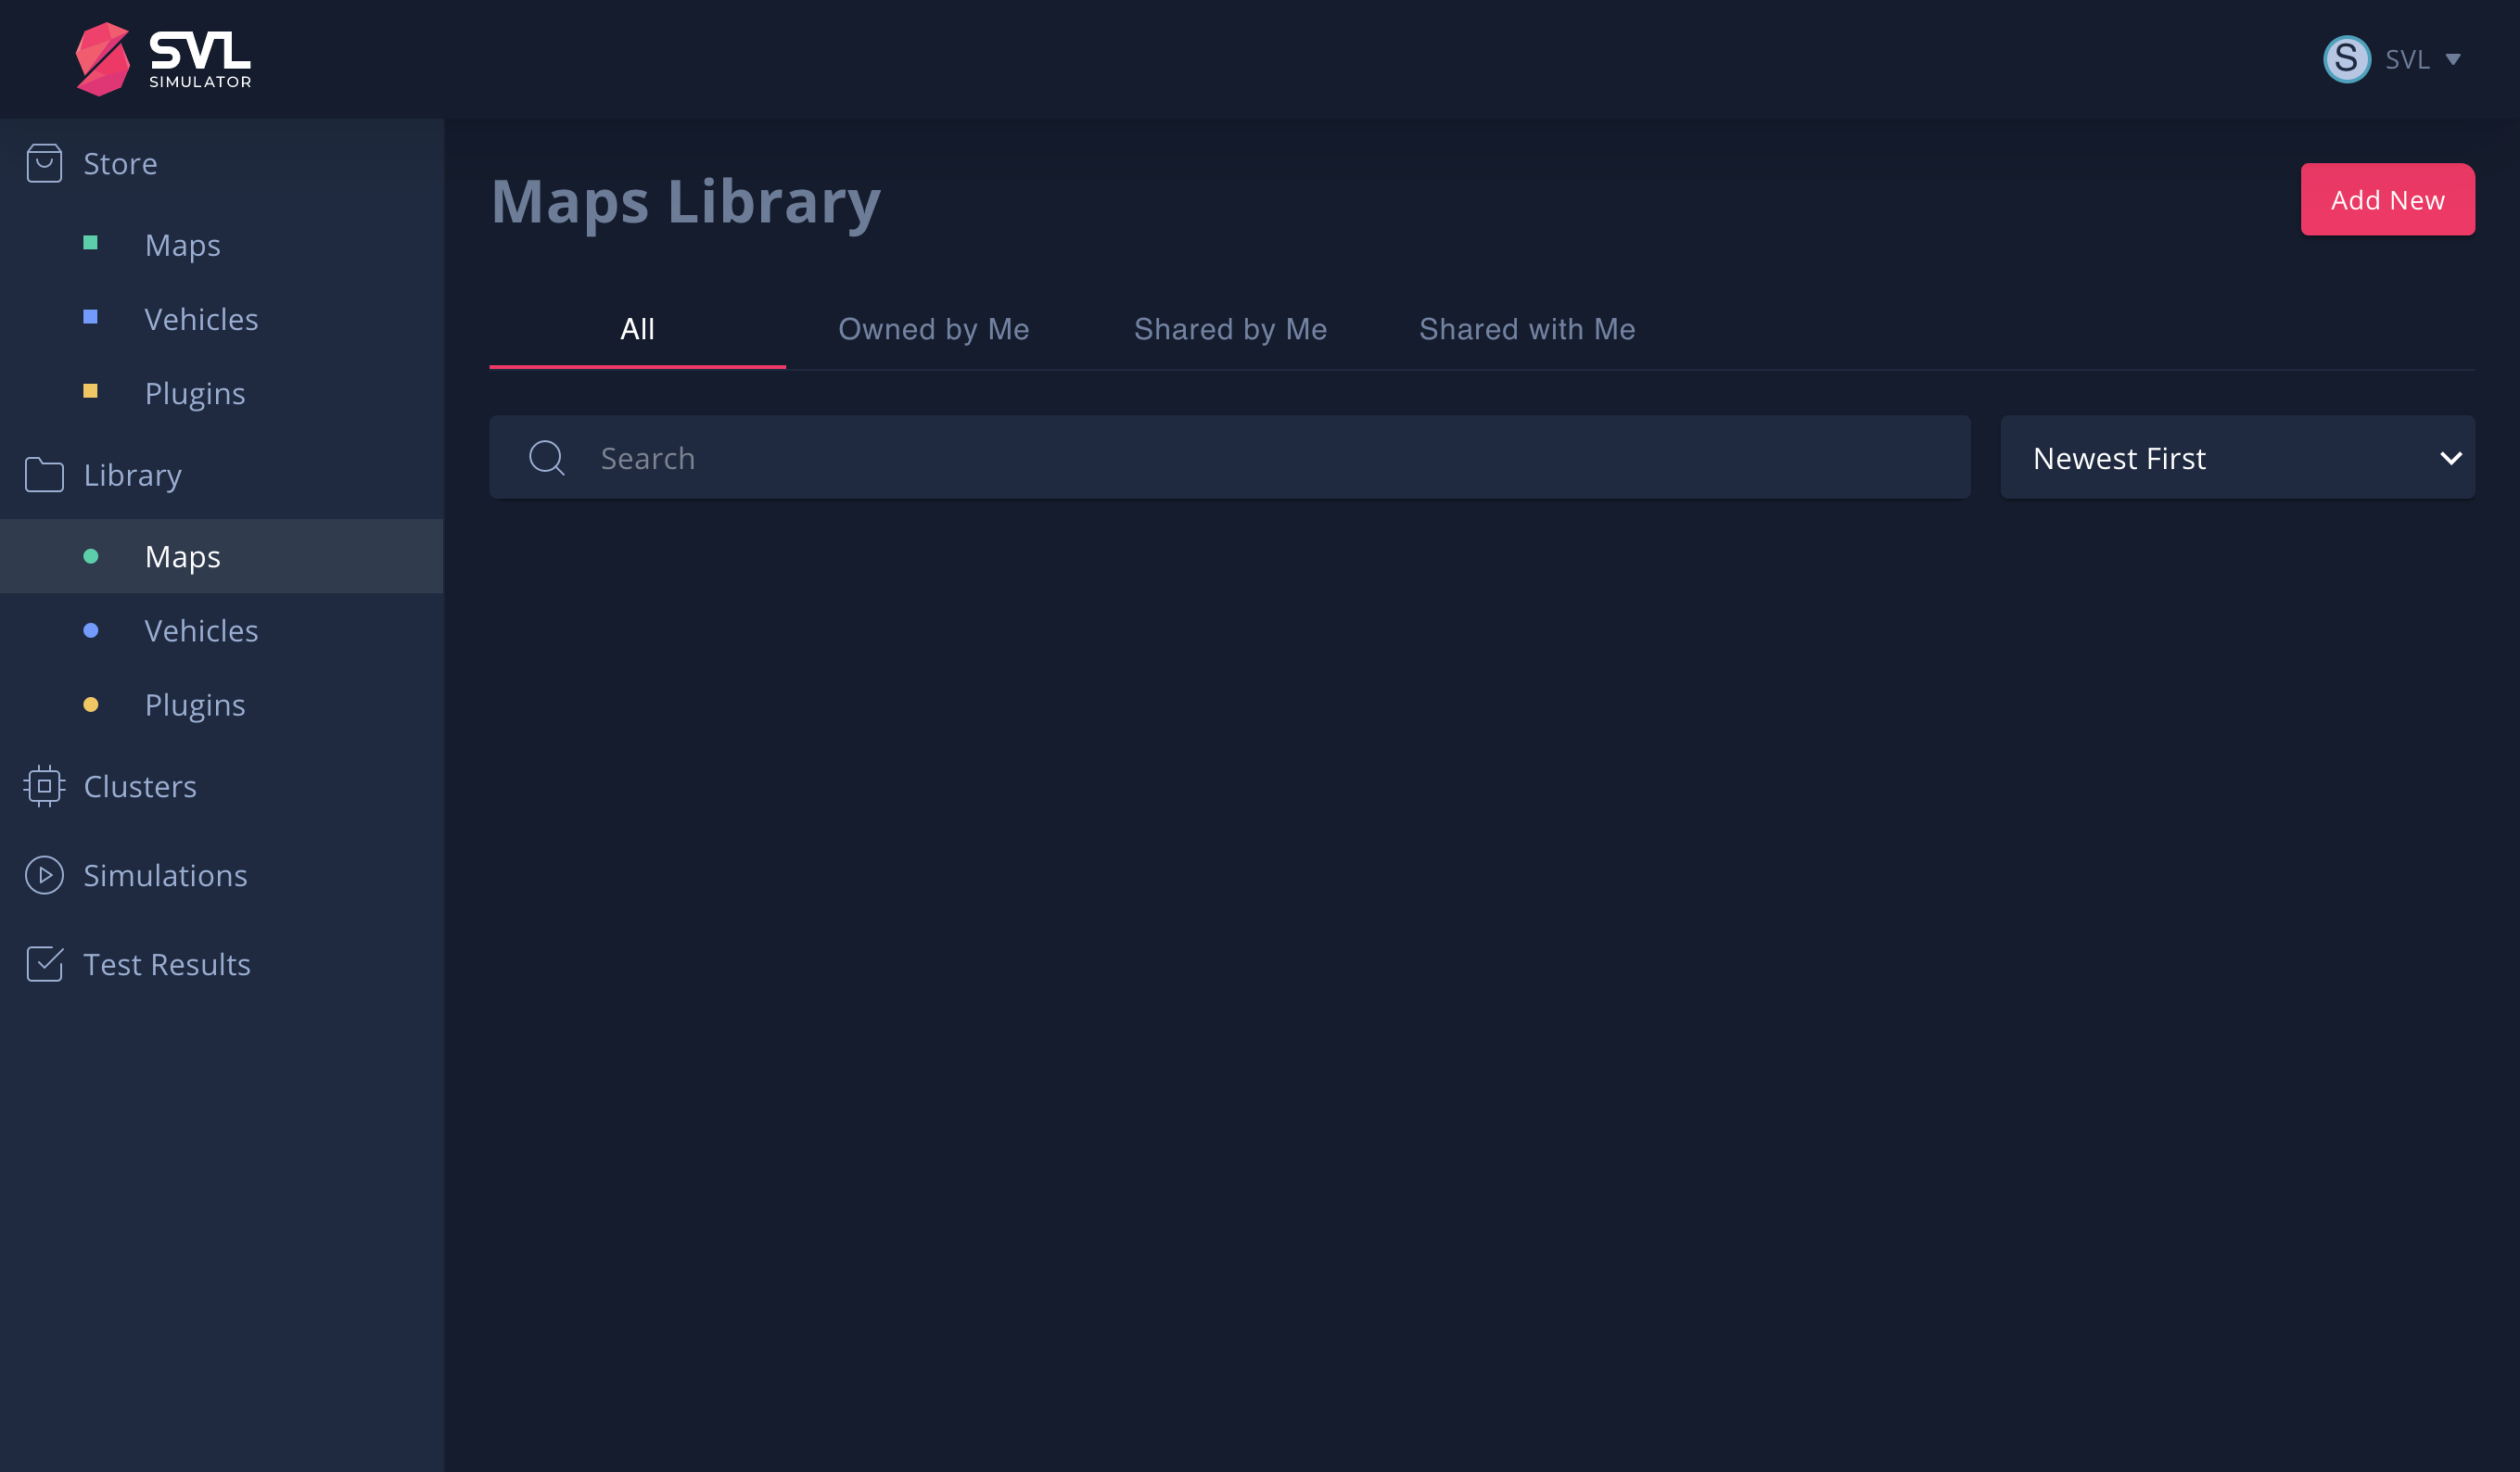 SVL
SIMULATOR
S SVL
Store
Maps
Vehicles
Plugins
Library
Maps
Vehicles
Plugins
Clusters
Simulations
Test Results
Maps Library
Add New
All Owned by Me Shared by Me Shared with Me
Search
Newest First